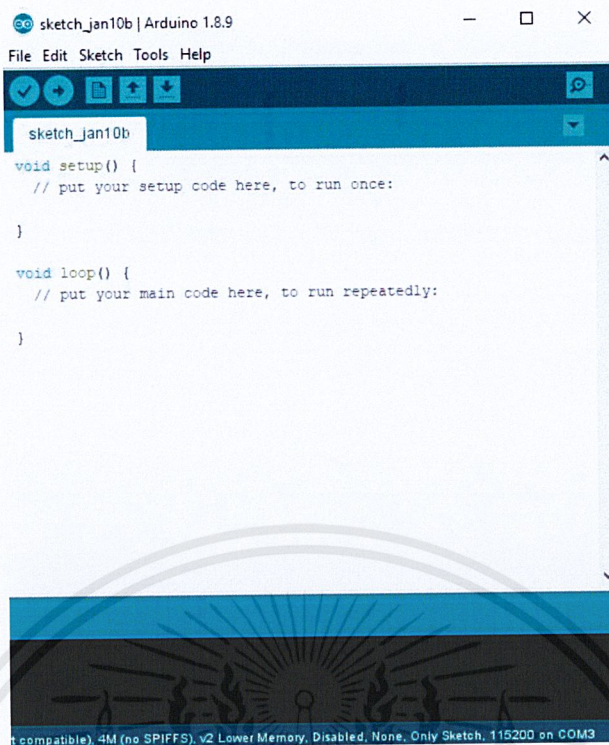 sketch_jan10b | Arduino 1.8.9
File Edit Sketch Tools Help
sketch_jan10b
void setup() {
// put your setup code here, to run once:
}
void loop() {
// put your main code here, to run repeatedly:
}
t compatible), 4M (no SPIFFS), v2 Lower Memory, Disabled, None, Only Sketch, 115200 on COM3